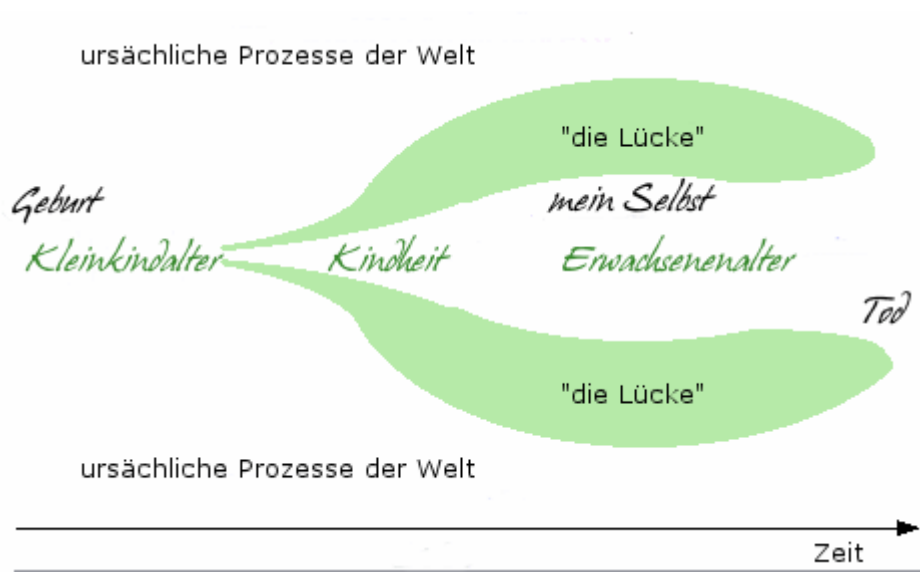 ursächliche Prozesse der Welt
"die Lücke"
Geburt
mein Selbst
Kleinkindalter
Kindheit
Erwachsenenalter
Tod
"die Lücke"
ursächliche Prozesse der Welt
Zeit